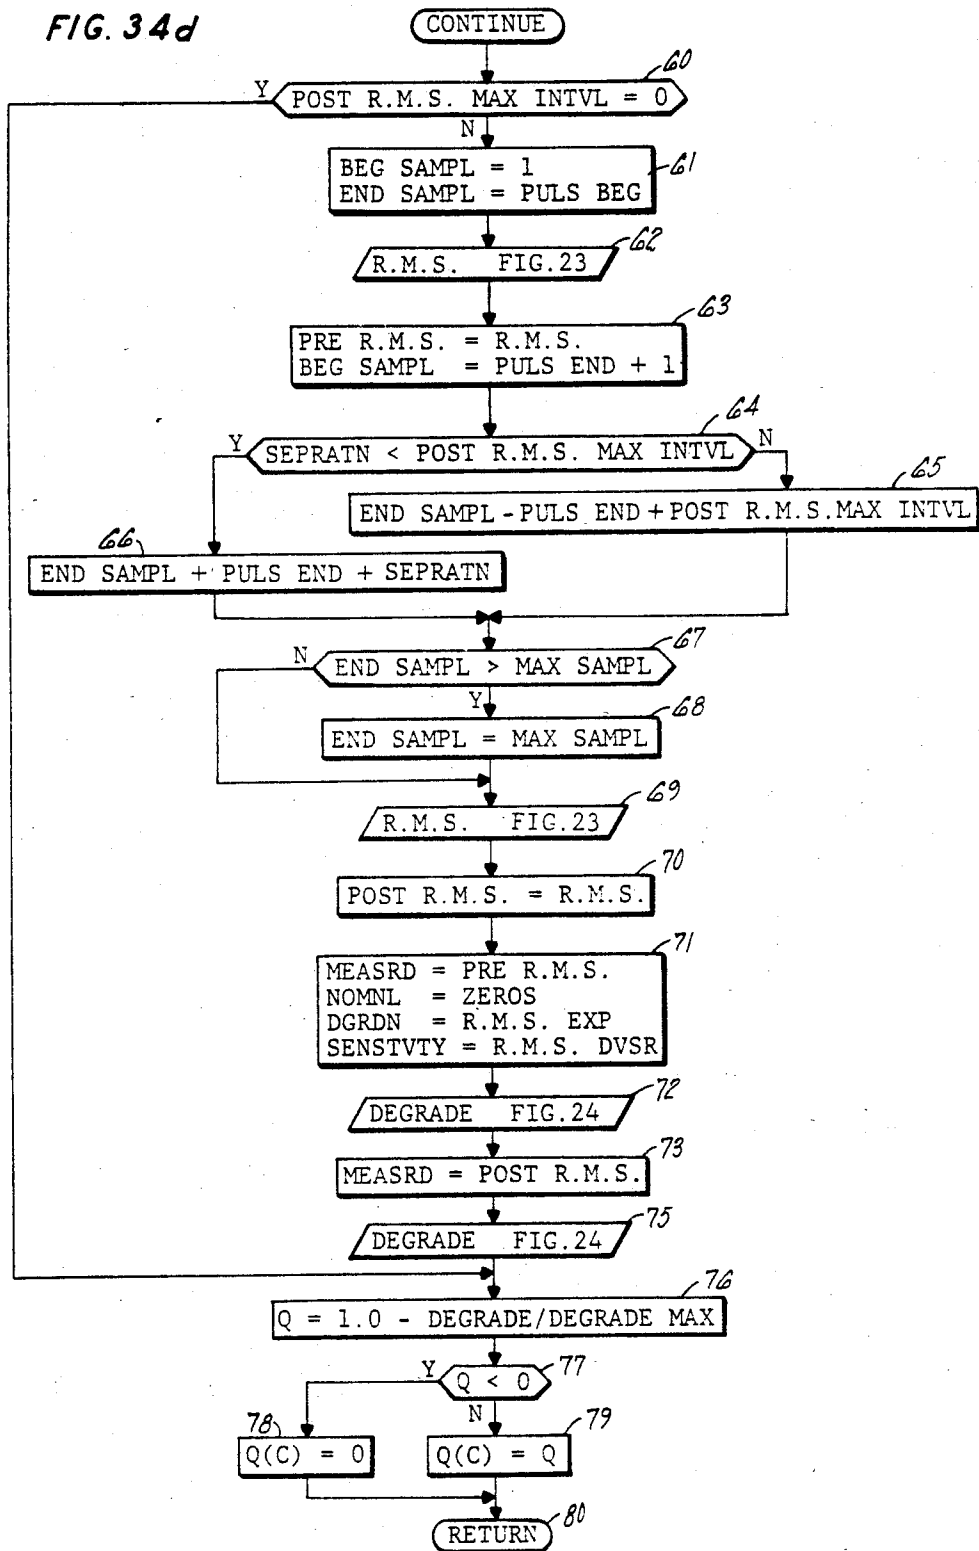 FIG. 34d
CONTINUE
60
Y
POST R.M.S. MAX INTVL = 0
N
BEG SAMPL = 1
END SAMPL = PULS BEG
61
62
R.M.S. FIG.23
63
PRE R.M.S. = R.M.S.
BEG SAMPL = PULS END + 1
64
Y
SEPRATN < POST R.M.S. MAX INTVL
N
65
END SAMPL - PULS END + POST R.M.S. MAX INTVL
66
END SAMPL + PULS END + SEPRATN
67
N
END SAMPL > MAX SAMPL
Y
68
END SAMPL = MAX SAMPL
69
R.M.S. FIG.23
70
POST R.M.S. = R.M.S.
71
MEASRD = PRE R.M.S.
NOMNL = ZEROS
DGRDN = R.M.S. EXP
SENSTVTY = R.M.S. DVSR
72
DEGRADE FIG.24
73
MEASRD = POST R.M.S.
75
DEGRADE FIG.24
76
Q = 1.0 - DEGRADE/DEGRADE MAX
77
Y
Q < 0
N
78
Q(C) = 0
79
Q(C) = Q
80
RETURN